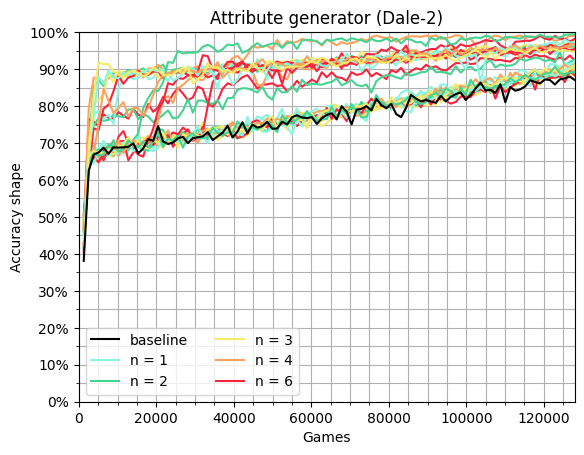 Attribute generator (Dale-2)
100%
90%
80%
70%
60%
50%
40%
30%
20%
10%
0%
Accuracy shape
baseline
n = 1
n = 2
n = 3
n = 4
n = 6
0 20000 40000 60000 80000 100000 120000
Games